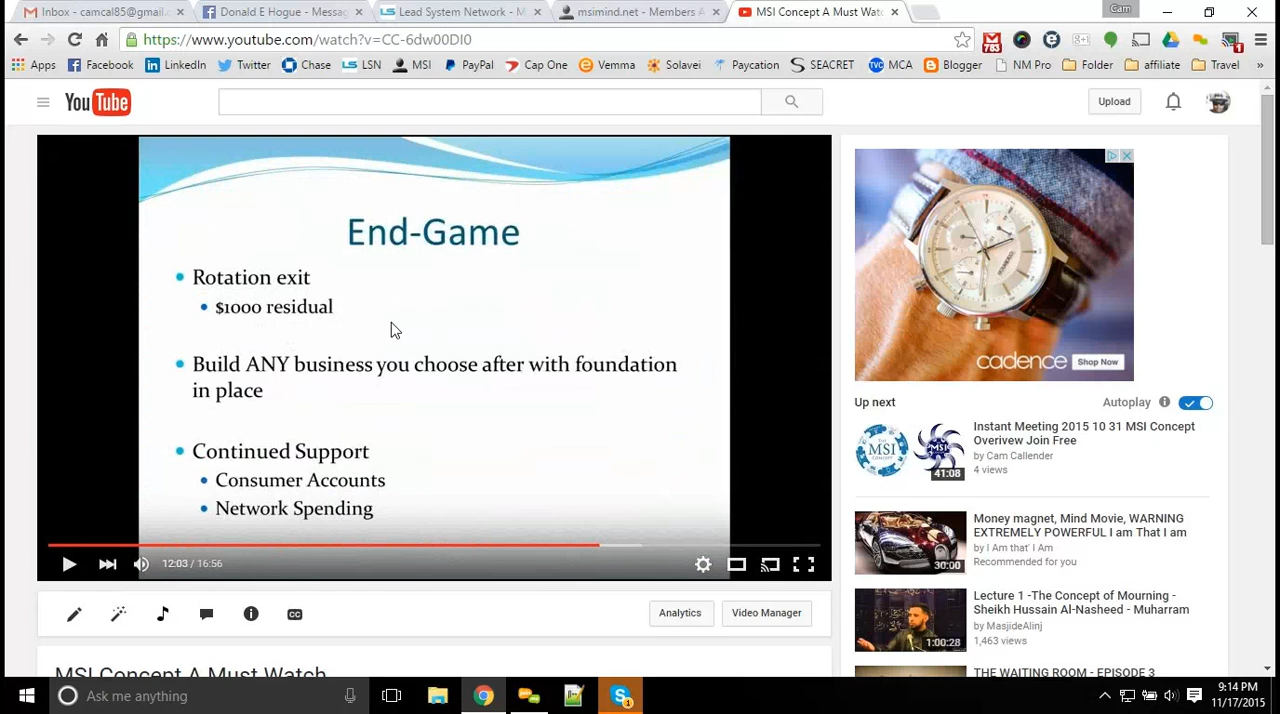 Inbox - camcal85@gmail.
Donald E Hogue - Message
Lead System Network - M
msimind.net - Members A
MSI Concept A Must Watc
Cam
https://www.youtube.com/watch?v=CC-6dw00DI0
783
1
Apps
Facebook
LinkedIn
Twitter
Chase
LSN
MSI
PayPal
Cap One
Vemma
Solavei
Paycation
SEACRET
MCA
Blogger
NM Pro
Folder
affiliate
Travel
»
YouTube
Upload
End-Game
Rotation exit
$1000 residual
Build ANY business you choose after with foundation
in place
Continued Support
Consumer Accounts
Network Spending
12:03 / 16:56
Analytics
Video Manager
MSI Concept A Must Watch
cadence
Shop Now
Up next
Autoplay
THE
MSI
CONCEPT
MSI
41:08
Instant Meeting 2015 10 31 MSI Concept
Overivew Join Free
by Cam Callender
4 views
30:00
Money magnet, Mind Movie, WARNING
EXTREMELY POWERFUL I am That I am
by I Am that' I Am
Recommended for you
1:00:28
Lecture 1 -The Concept of Mourning -
Sheikh Hussain Al-Nasheed - Muharram
by MasjideAlinj
1,463 views
THE WAITING ROOM - EPISODE 3
Ask me anything
9:14 PM
11/17/2015